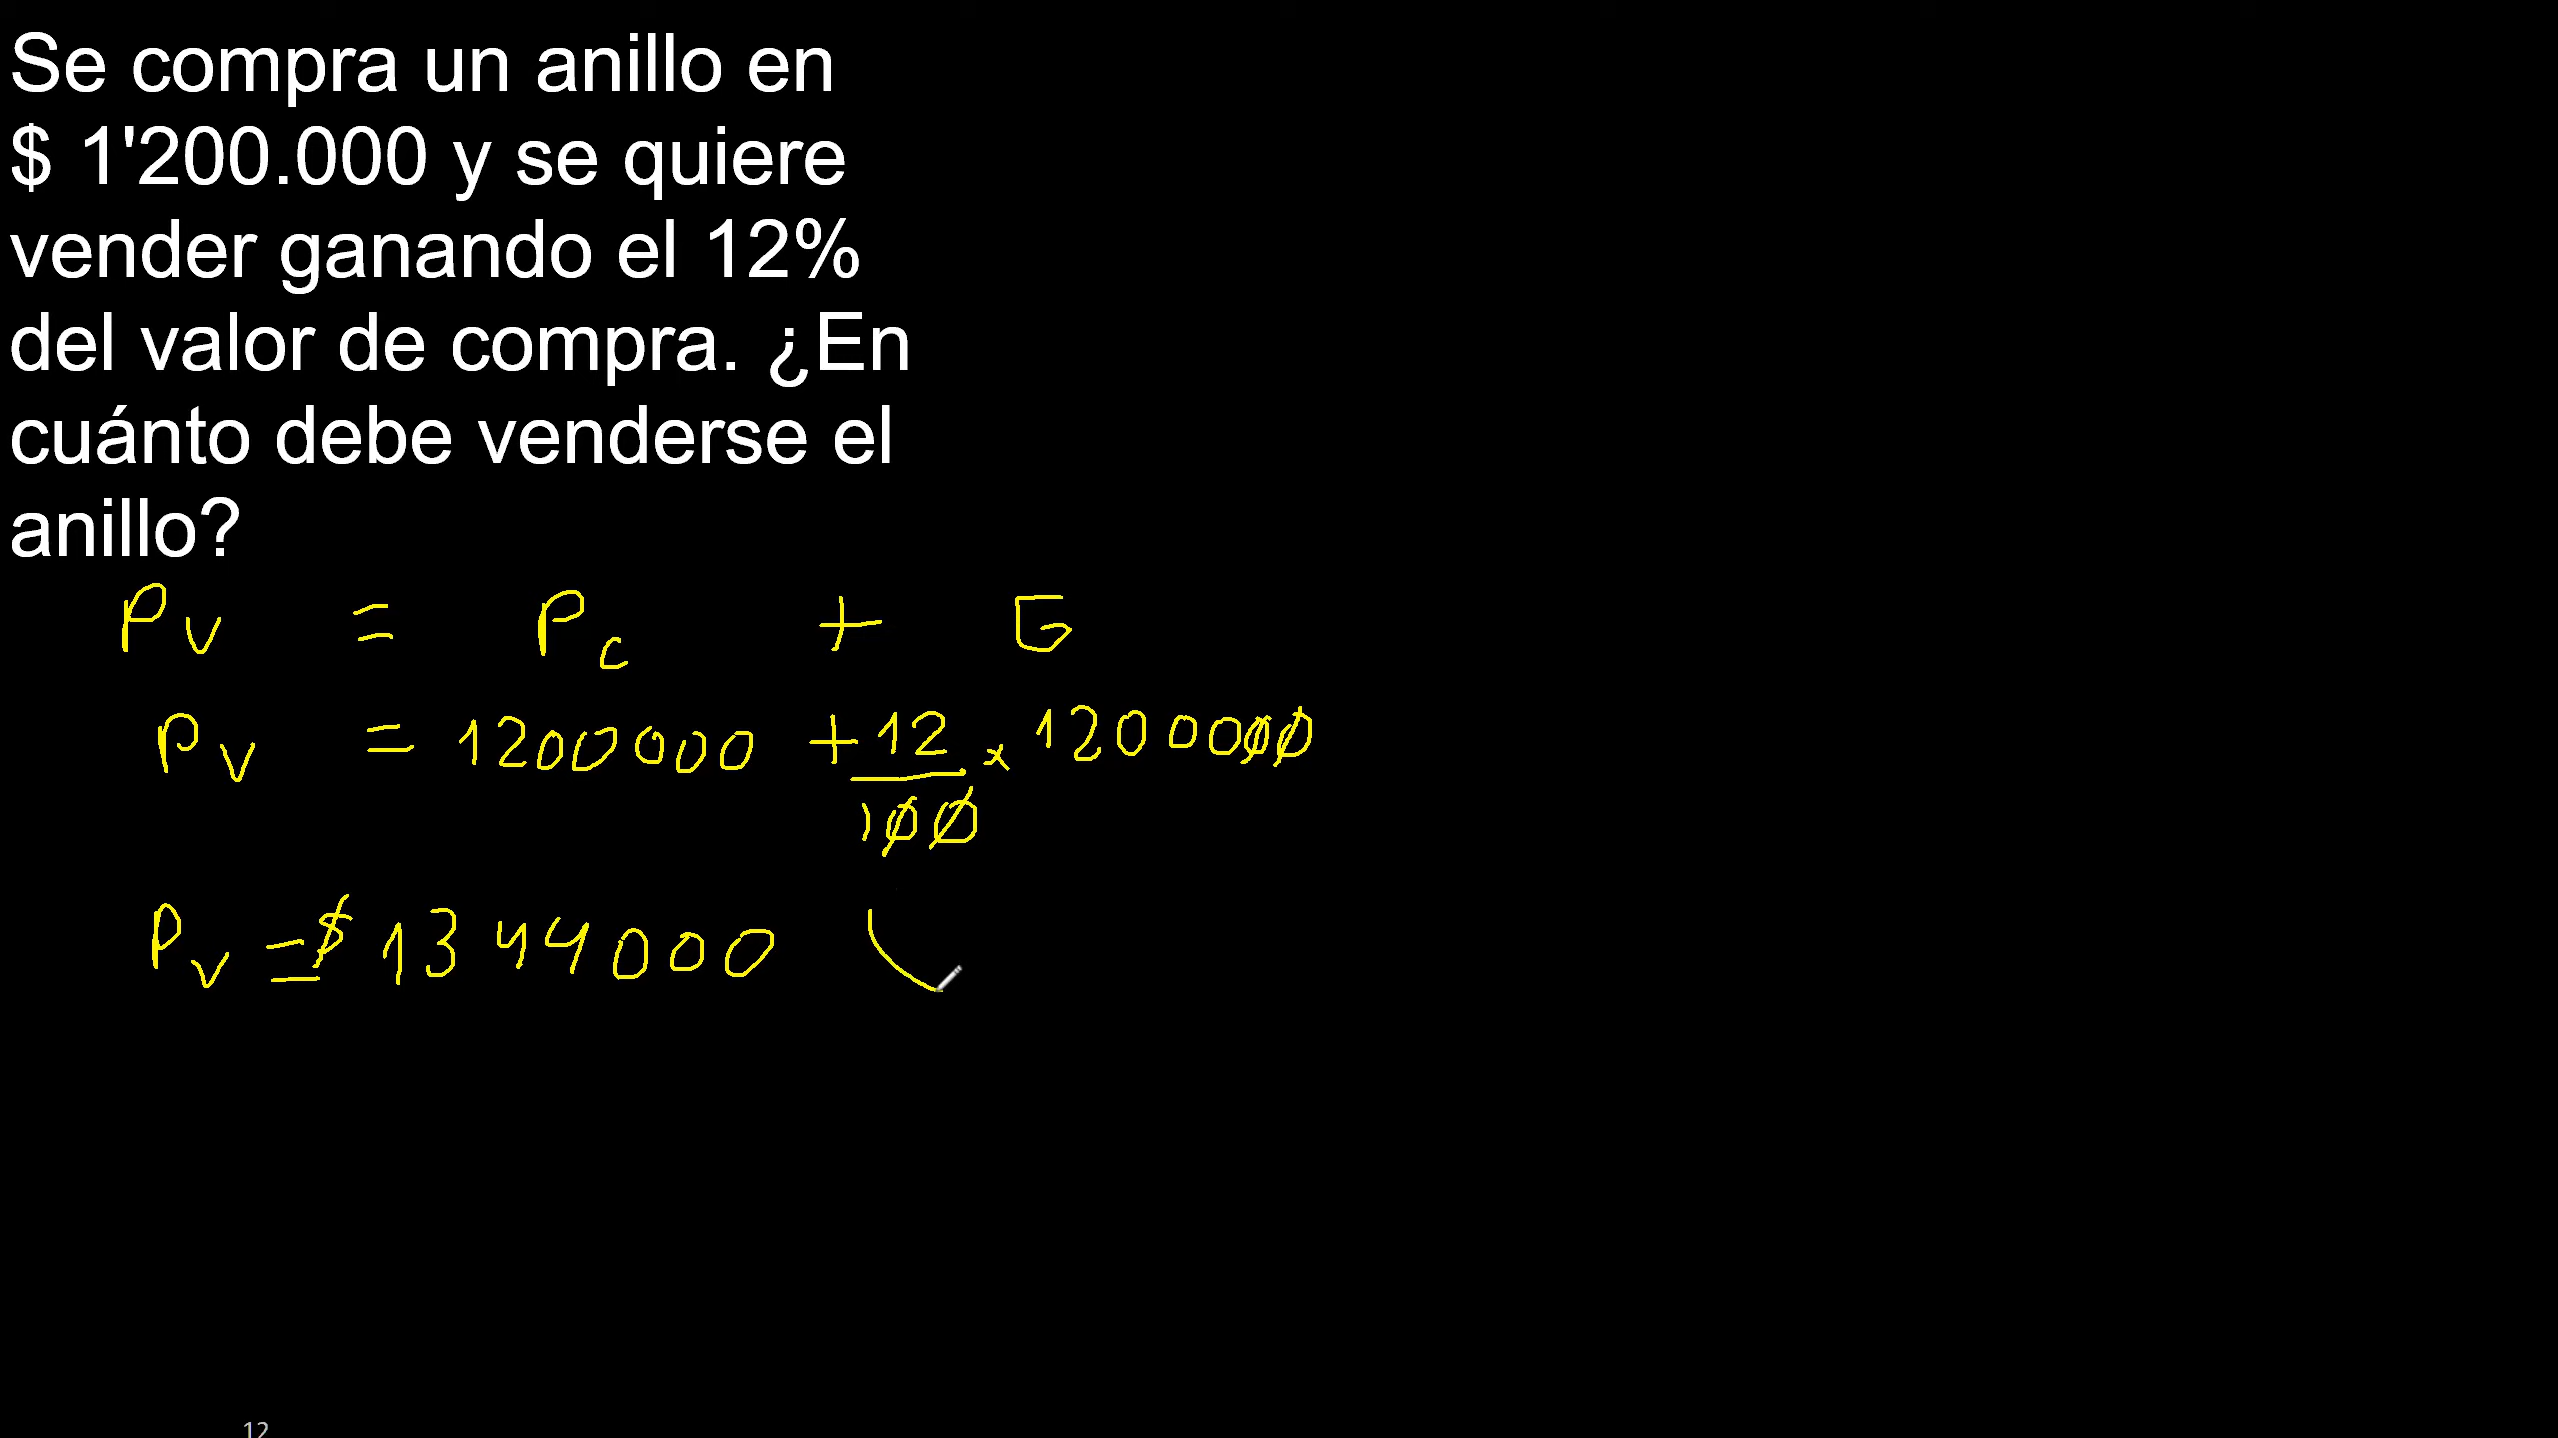 Se compra un anillo en
$ 1'200.000 y se quiere
vender ganando el 12%
del valor de compra. ¿En
cuánto debe venderse el
anillo?
Pv = Pc + G
Pv = 1200000 + 12/100 x 1200000
Pv = $ 1344000
12